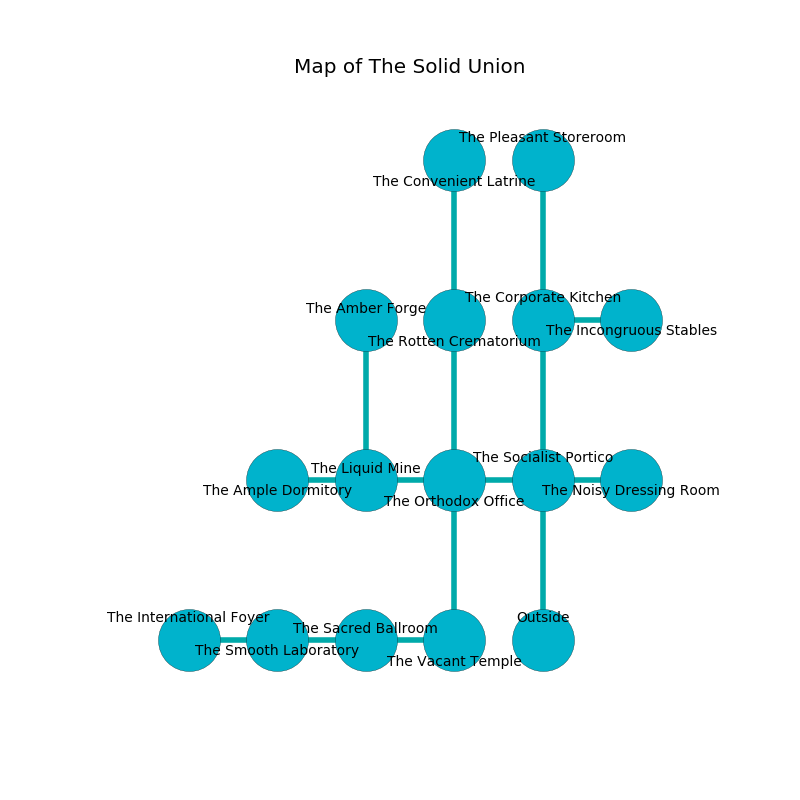 Map of The Solid Union
The Pleasant Storeroom
The Convenient Latrine
The Corporate Kitchen
The Amber Forge
The Incongruous Stables
The Rotten Crematorium
The Socialist Portico
The Liquid Mine
The Ample Dormitory
The Noisy Dressing Room
The Orthodox Office
The International Foyer
Outside
The Sacred Ballroom
The Smooth Laboratory
The Vacant Temple